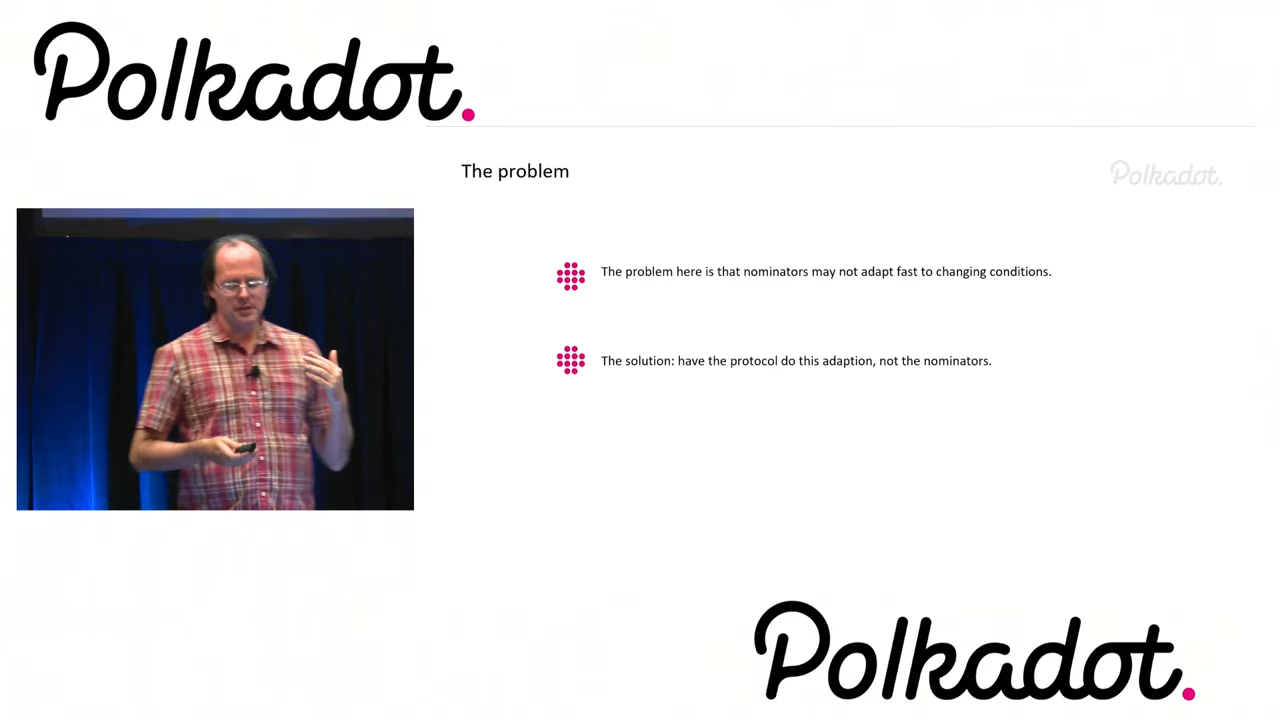 Polkadot.
The problem
Polkadot.
The problem here is that nominators may not adapt fast to changing conditions.
The solution: have the protocol do this adaption, not the nominators.
Polkadot.